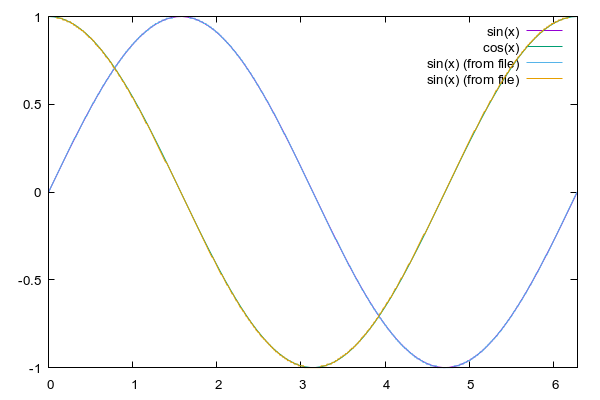 1
sin(x)
cos(x)
sin(x) (from file)
sin(x) (from file)
0.5
0
-0.5
-1
0 1 2 3 4 5 6